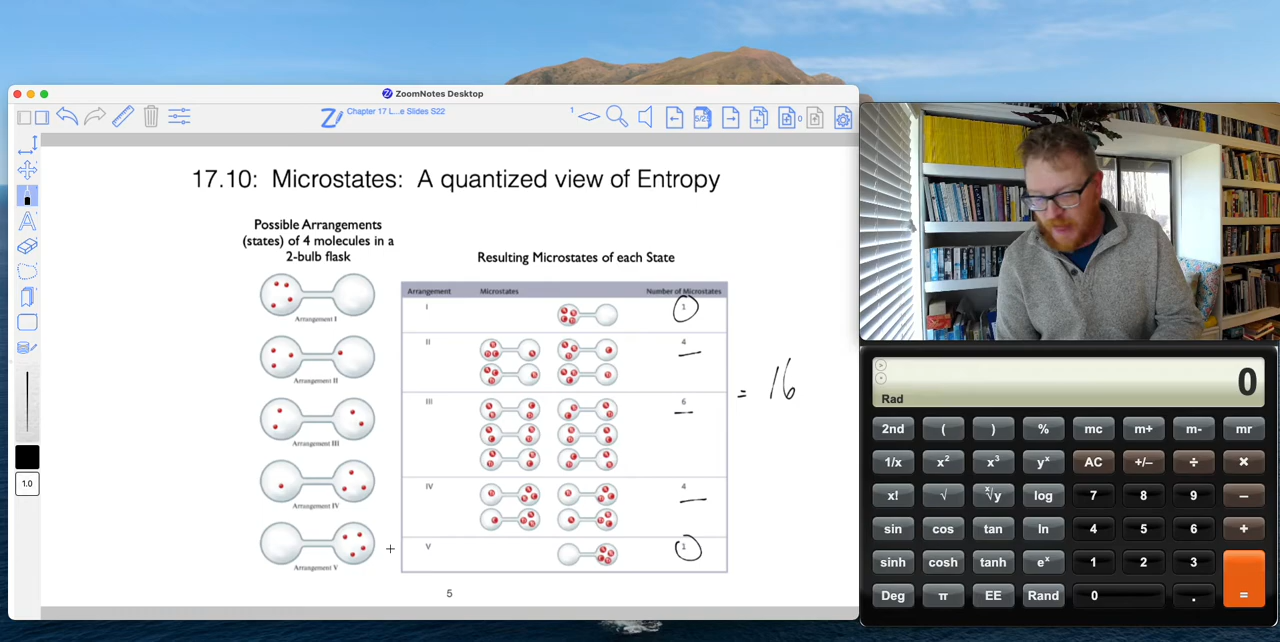 ZoomNotes Desktop
Chapter 17 L...e Slides S22
1
5/25
0
A
1.0
17.10: Microstates: A quantized view of Entropy
Possible Arrangements
(states) of 4 molecules in a
2-bulb flask
Arrangement I
Arrangement II
Arrangement III
Arrangement IV
Arrangement V
Resulting Microstates of each State
Arrangement Microstates Number of Microstates
I 1
II 4
III 6
IV 4
V 1
= 16
5
0
Rad
2nd ( ) % mc m+ m- mr
1/x x² x³ yˣ AC +/− ÷ ×
x! √ ˣ√y log 7 8 9 −
sin cos tan ln 4 5 6 +
sinh cosh tanh eˣ 1 2 3
Deg π EE Rand 0 . =